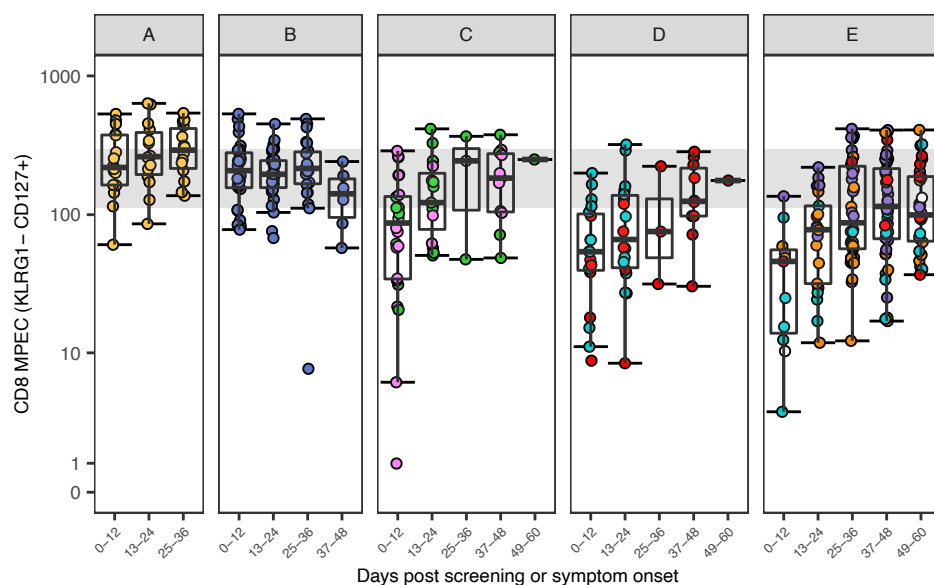 A B C D E
CD8 MPEC (KLRG1− CD127+)
1000
100
10
1
0
0−12 13−24 25−36
0−12 13−24 25−36 37−48
0−12 13−24 25−36 37−48 49−60
0−12 13−24 25−36 37−48 49−60
0−12 13−24 25−36 37−48 49−60
Days post screening or symptom onset